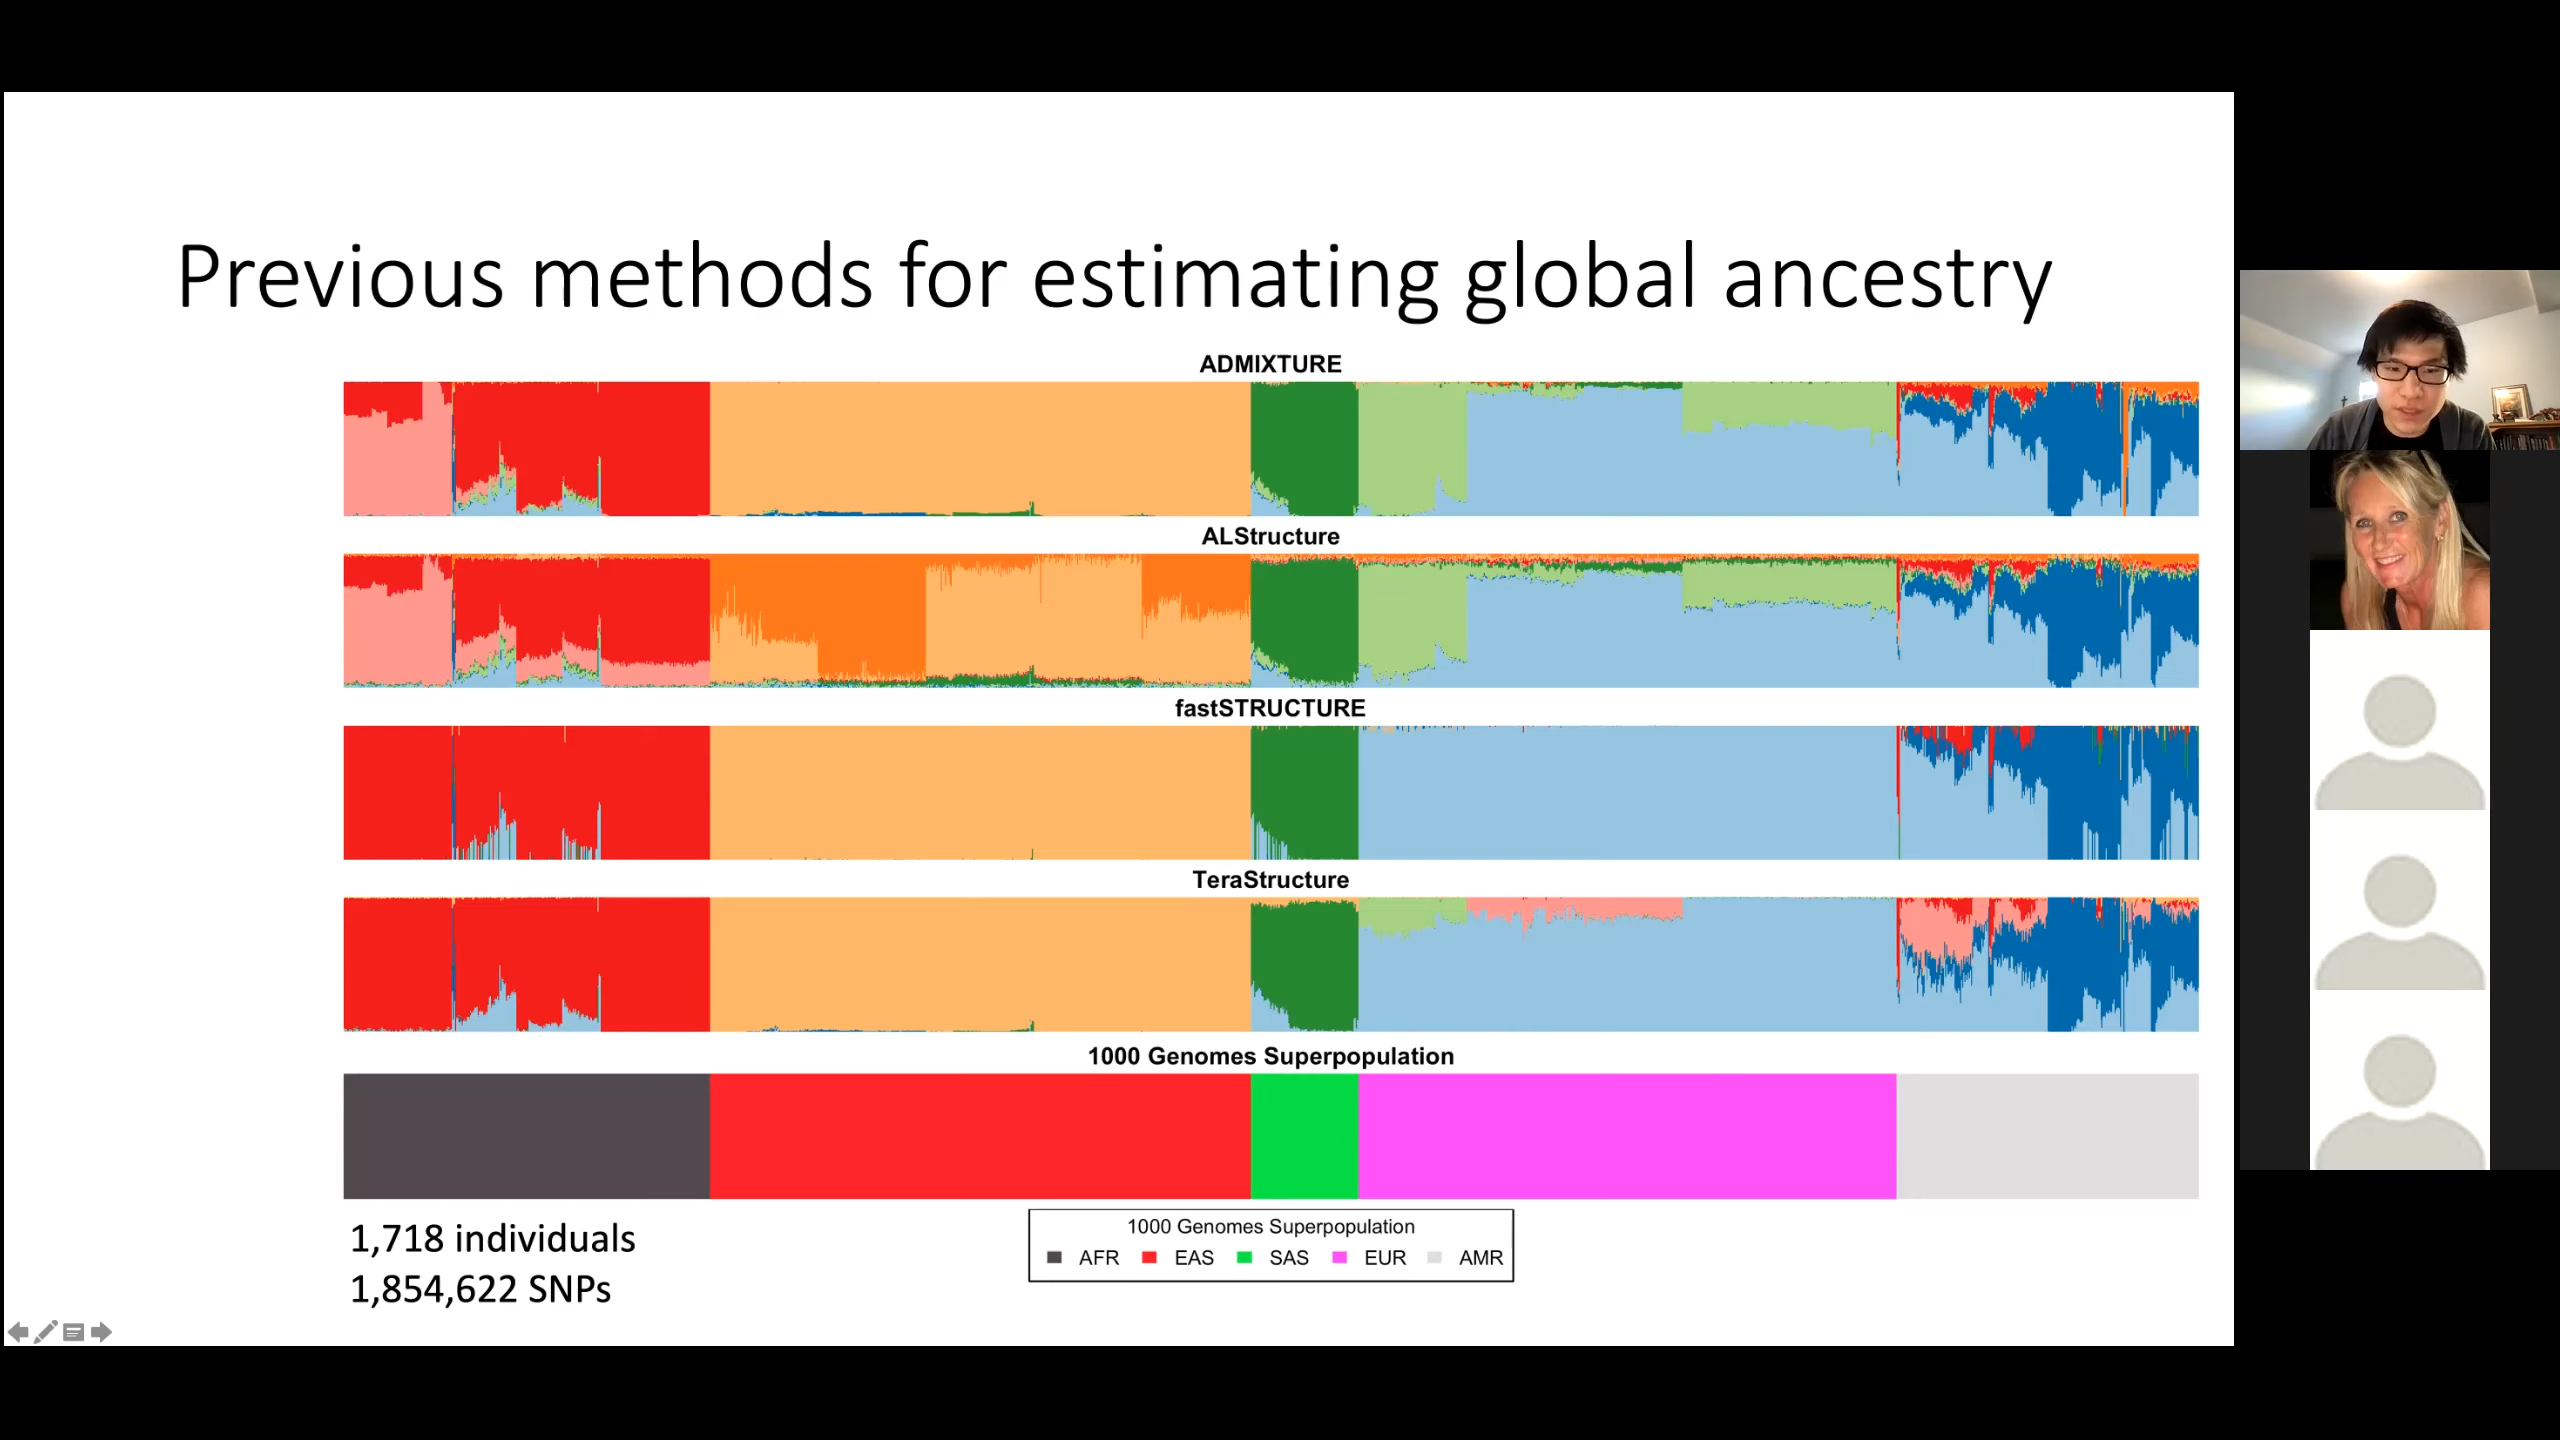 Previous methods for estimating global ancestry
ADMIXTURE
ALStructure
fastSTRUCTURE
TeraStructure
1000 Genomes Superpopulation
1,718 individuals
1,854,622 SNPs
1000 Genomes Superpopulation
AFR EAS SAS EUR AMR